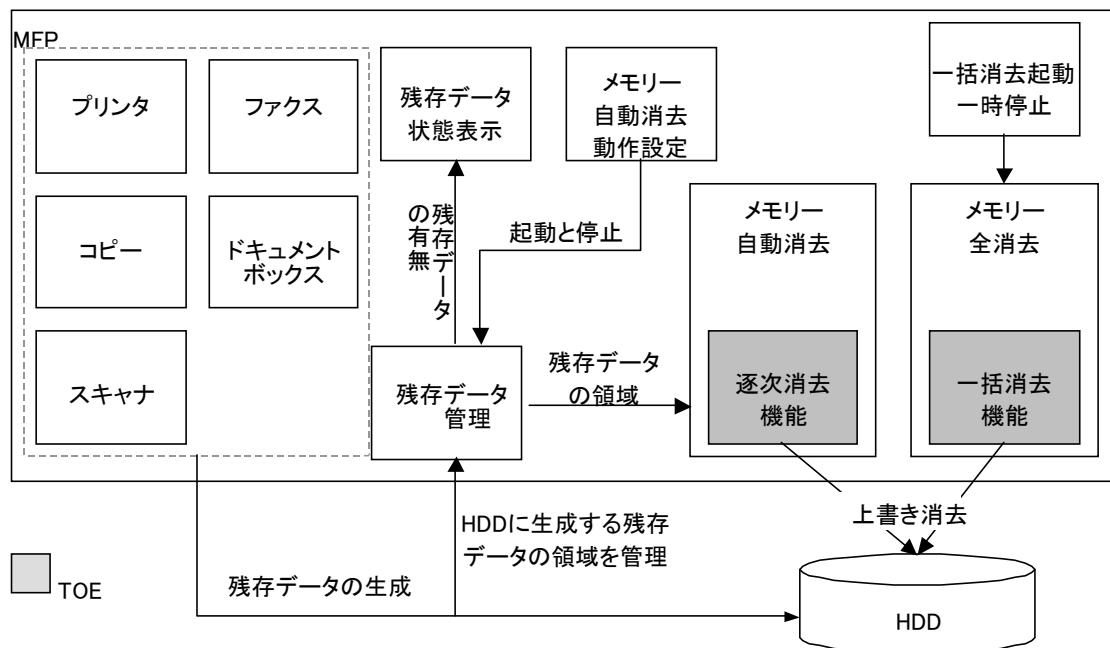 MFP
プリンタ
ファクス
コピー
ドキュメント
ボックス
スキャナ
残存データ
状態表示
メモリー
自動消去
動作設定
一括消去起動
一時停止
残存データ
の有無
起動と停止
メモリー
自動消去
メモリー
全消去
残存データ
管理
残存データ
の領域
逐次消去
機能
一括消去
機能
上書き消去
HDDに生成する残存
データの領域を管理
残存データの生成
TOE
HDD